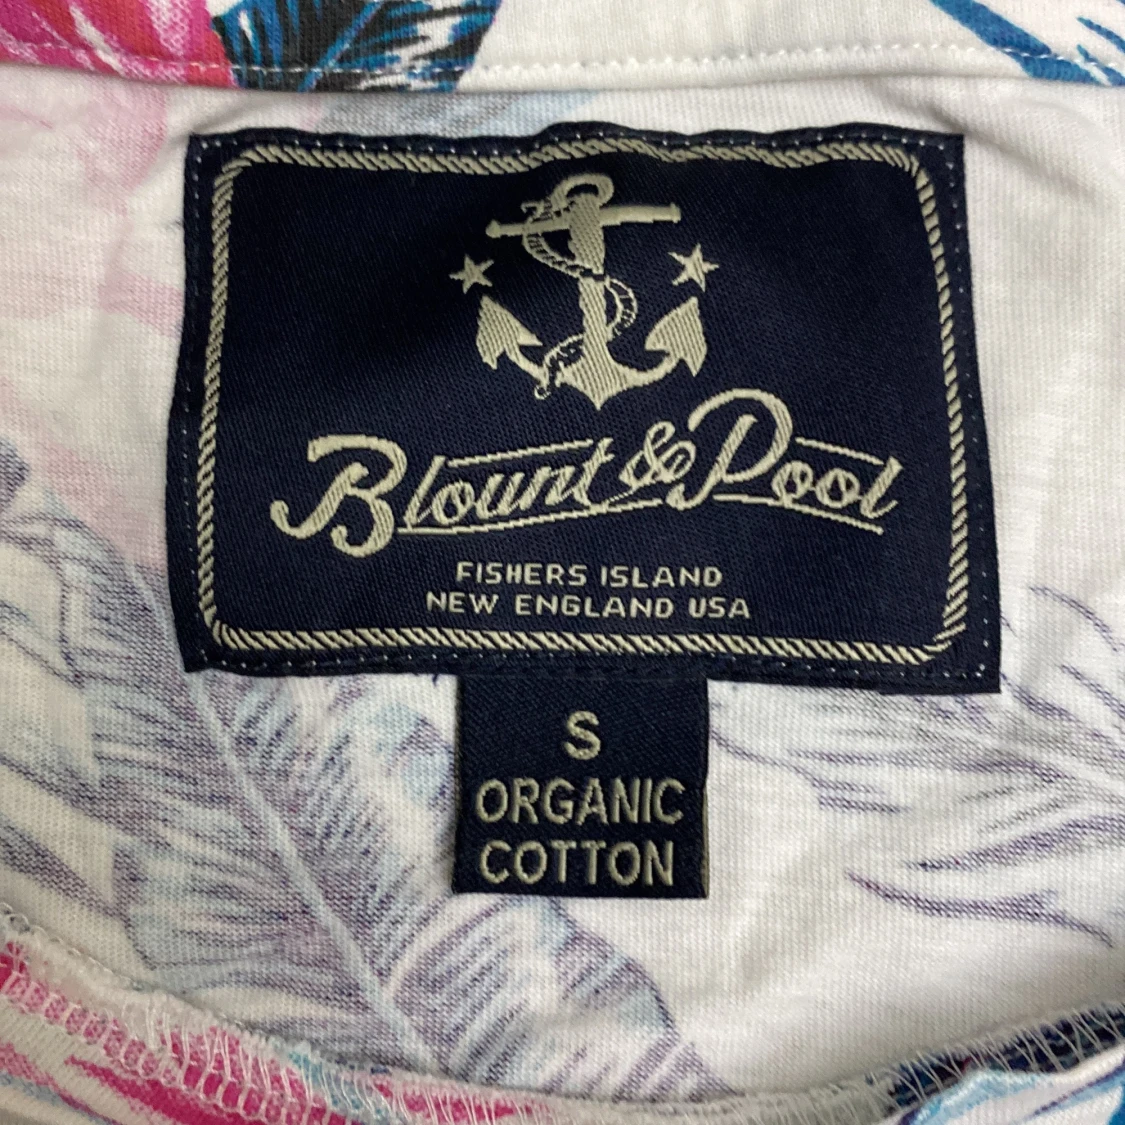 Blount & Pool
FISHERS ISLAND
NEW ENGLAND USA
S
ORGANIC
COTTON